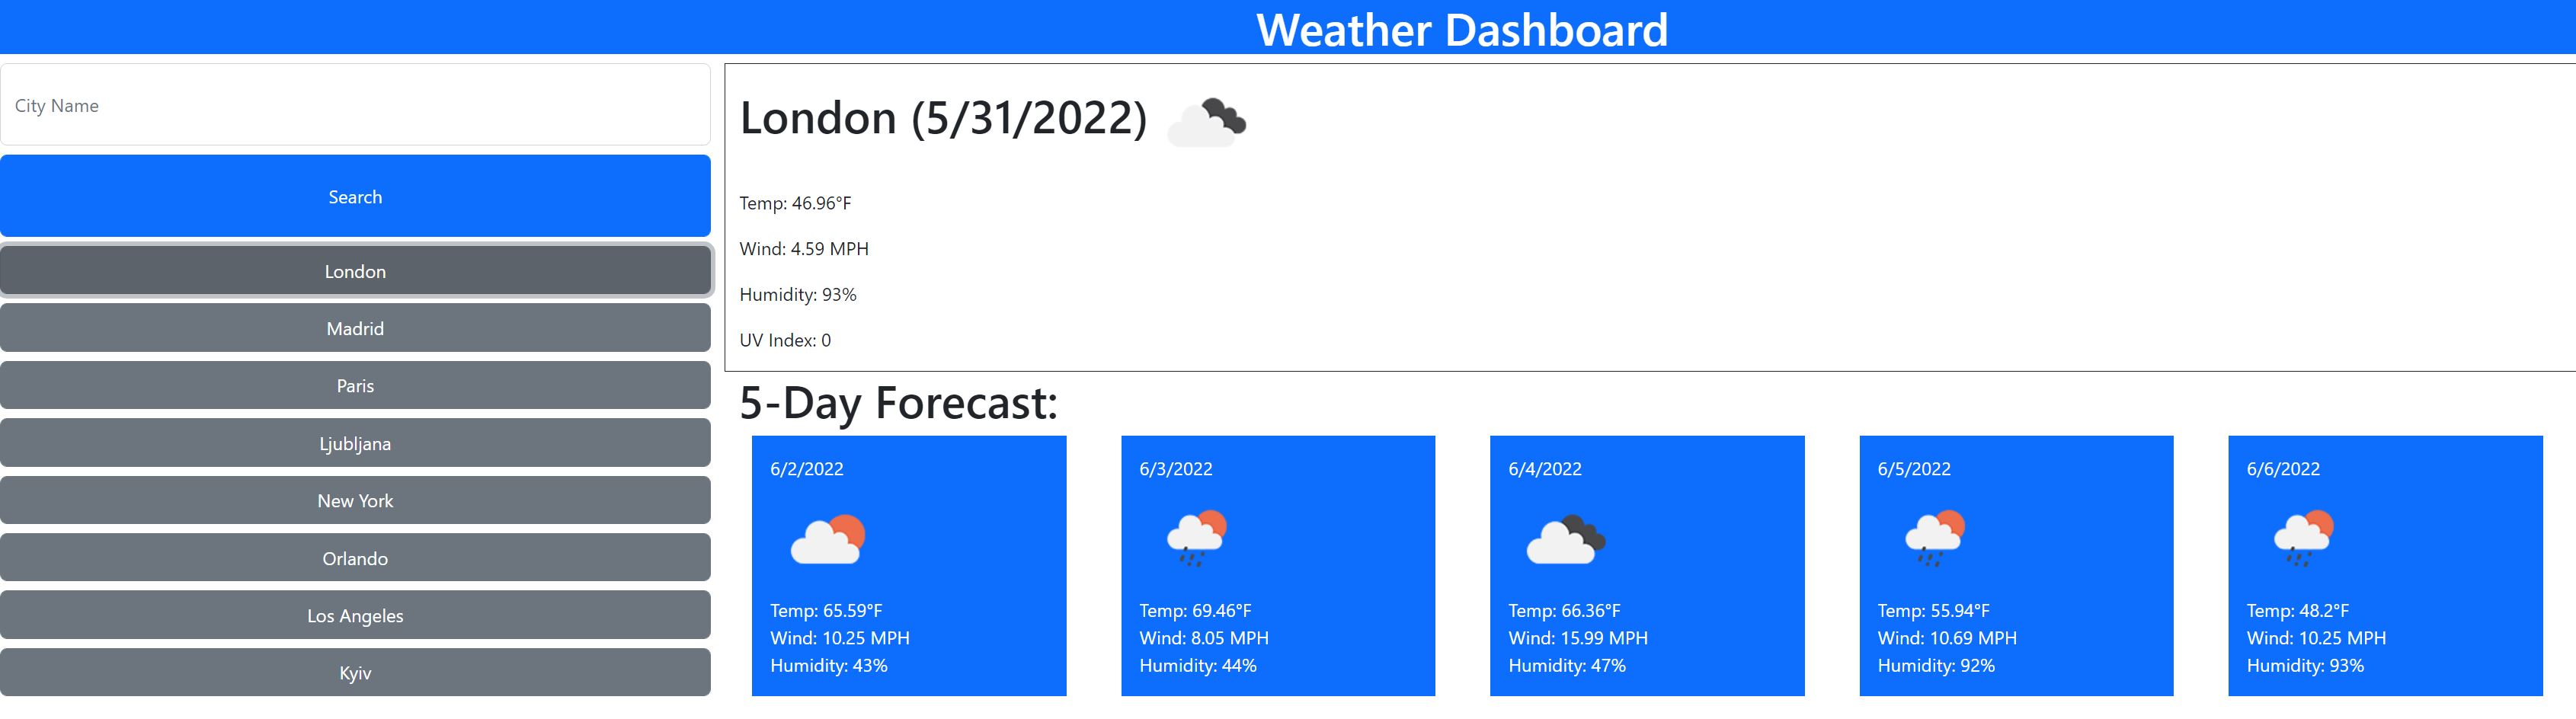 Weather Dashboard
City Name
Search
London
Madrid
Paris
Ljubljana
New York
Orlando
Los Angeles
Kyiv
London (5/31/2022)
Temp: 46.96°F
Wind: 4.59 MPH
Humidity: 93%
UV Index: 0
5-Day Forecast:
6/2/2022
Temp: 65.59°F
Wind: 10.25 MPH
Humidity: 43%
6/3/2022
Temp: 69.46°F
Wind: 8.05 MPH
Humidity: 44%
6/4/2022
Temp: 66.36°F
Wind: 15.99 MPH
Humidity: 47%
6/5/2022
Temp: 55.94°F
Wind: 10.69 MPH
Humidity: 92%
6/6/2022
Temp: 48.2°F
Wind: 10.25 MPH
Humidity: 93%